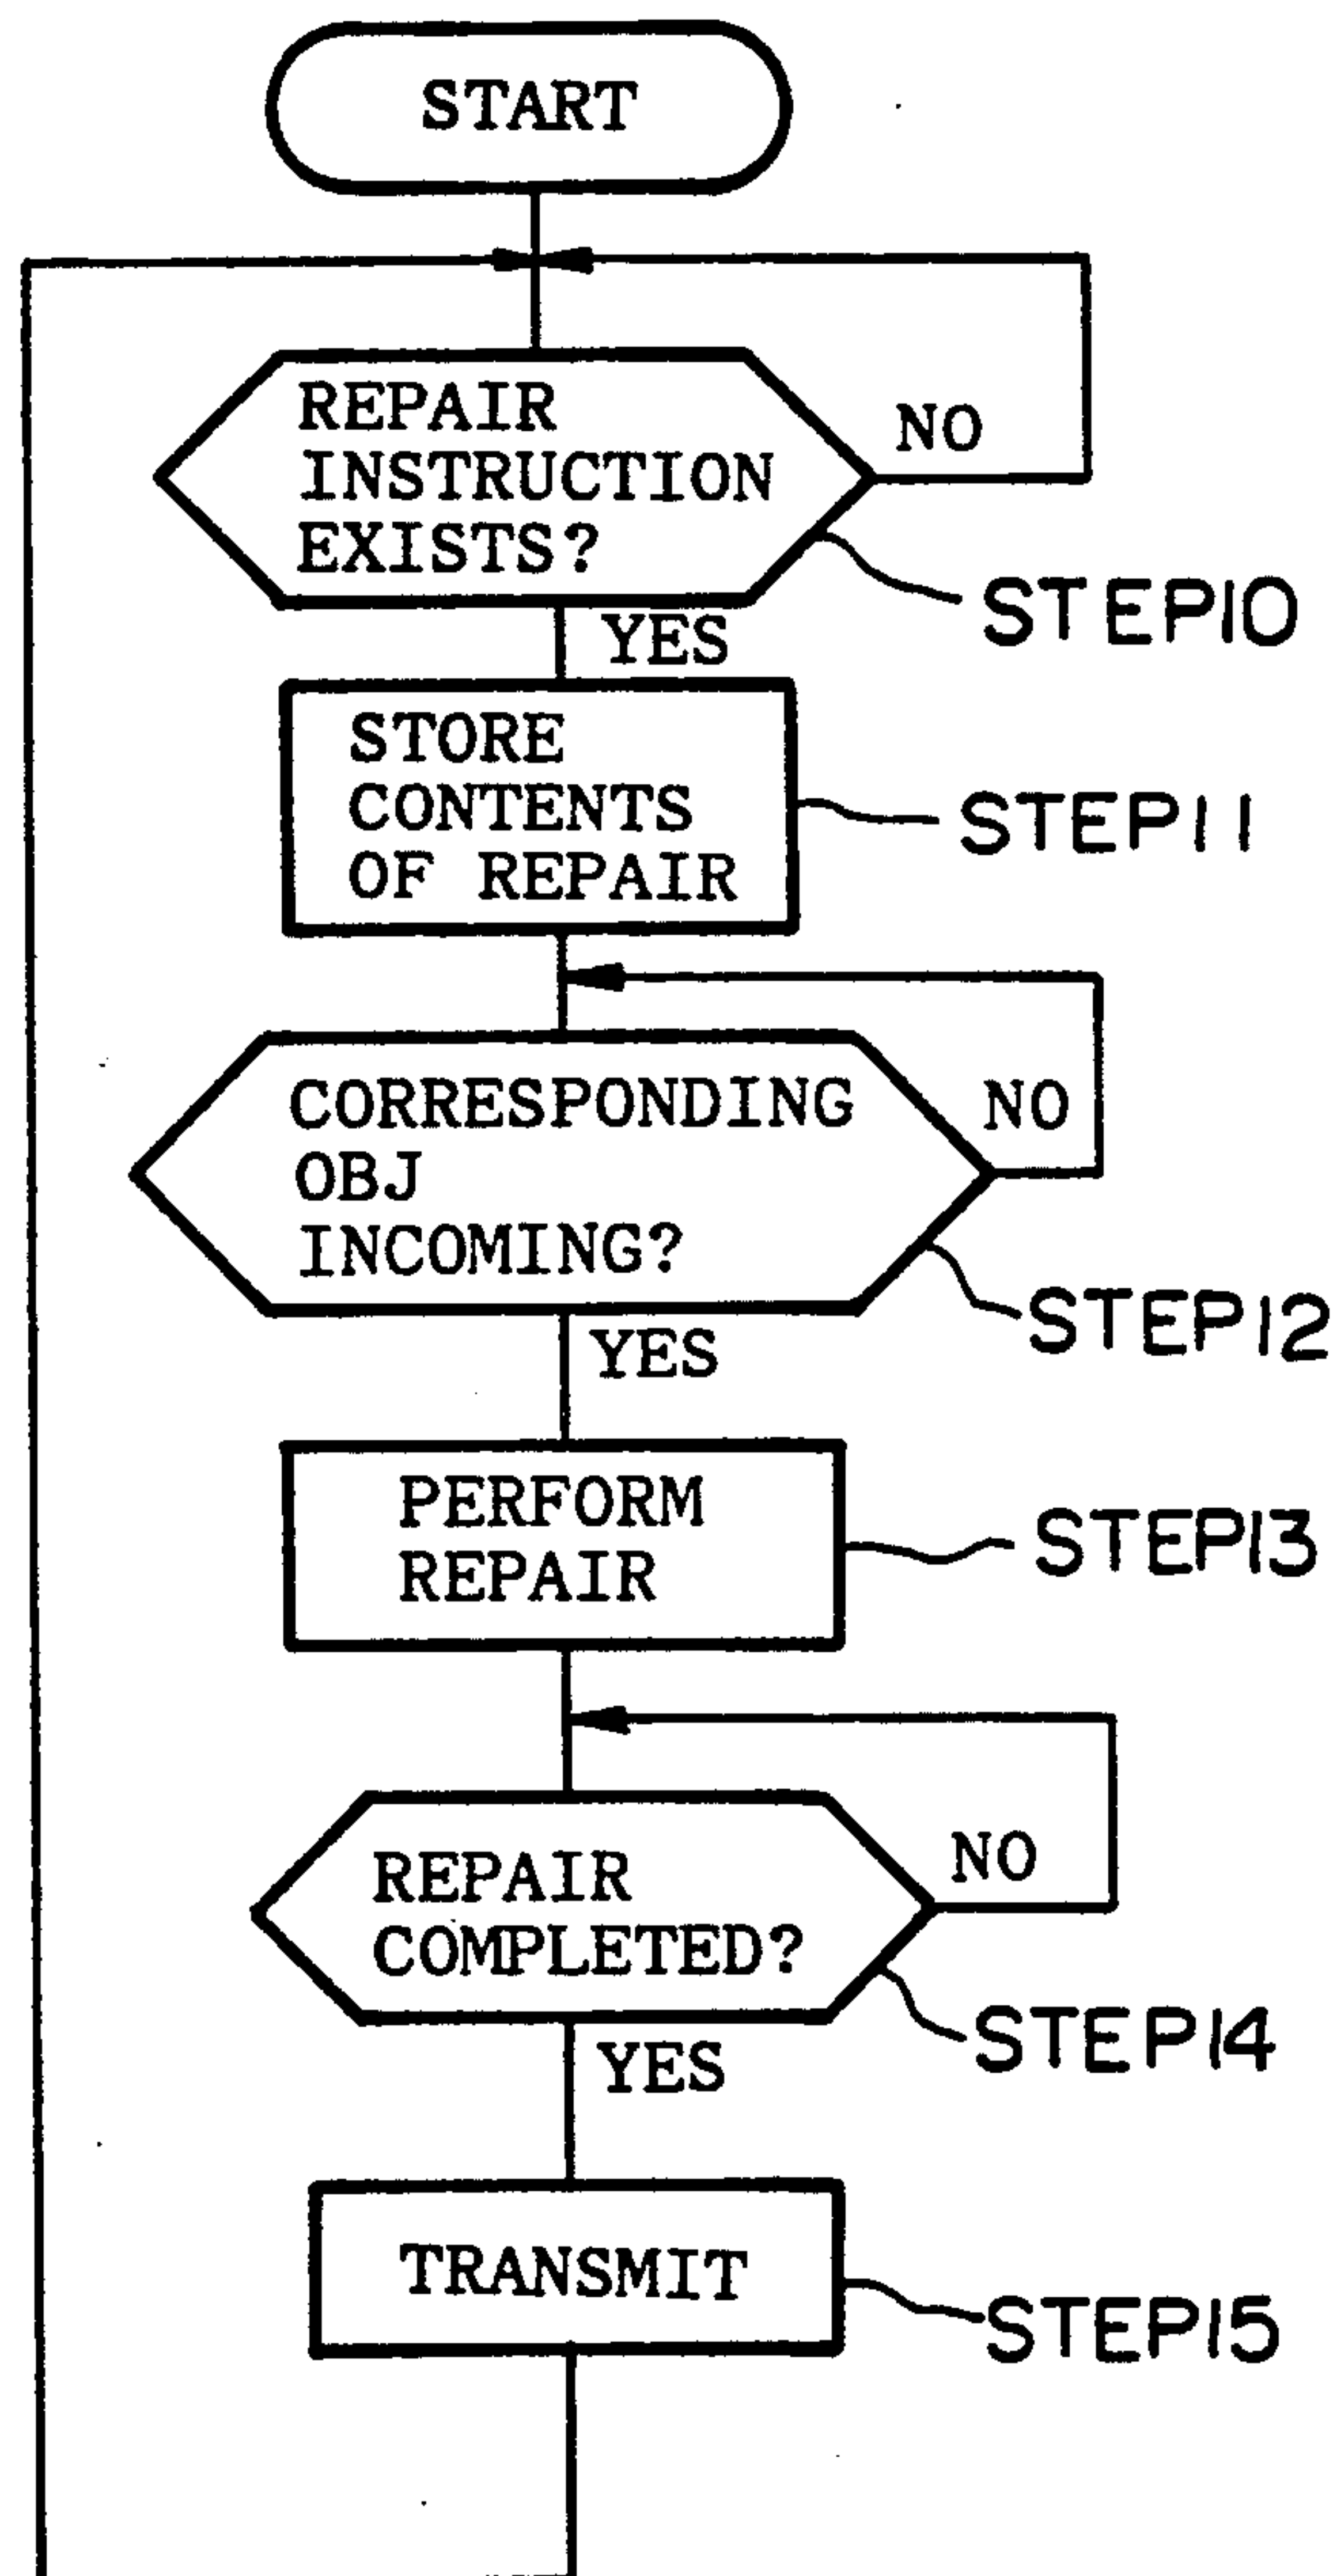 START
REPAIR
INSTRUCTION
EXISTS?
NO
STEP10
YES
STORE
CONTENTS
OF REPAIR
STEP11
CORRESPONDING
OBJ
INCOMING?
NO
STEP12
YES
PERFORM
REPAIR
STEP13
REPAIR
COMPLETED?
NO
STEP14
YES
TRANSMIT
STEP15